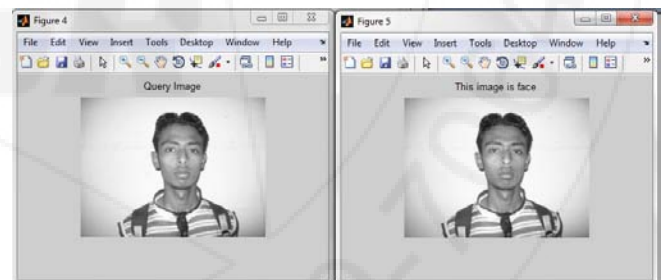 Figure 4
File Edit View Insert Tools Desktop Window Help
Query Image
Figure 5
File Edit View Insert Tools Desktop Window Help
This image is face